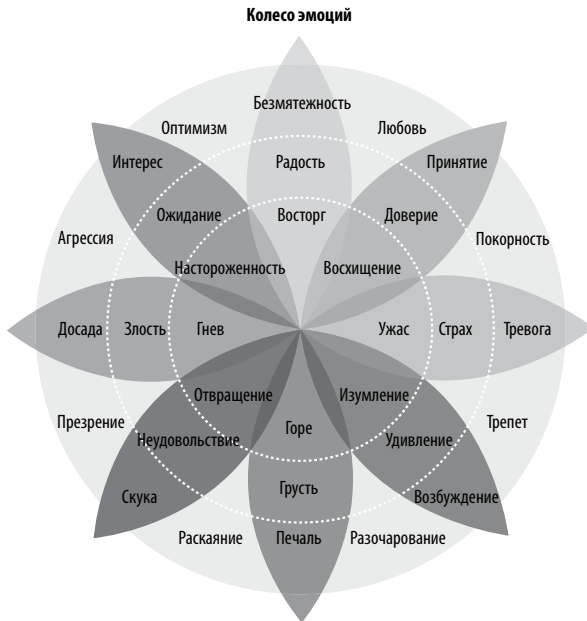 Колесо эмоций
Безмятежность
Оптимизм
Любовь
Интерес
Радость
Принятие
Ожидание
Восторг
Доверие
Агрессия
Покорность
Настороженность
Восхищение
Досада
Злость
Гнев
Ужас
Страх
Тревога
Отвращение
Изумление
Презрение
Горе
Трепет
Неудовольствие
Удивление
Скука
Грусть
Возбуждение
Раскаяние
Печаль
Разочарование